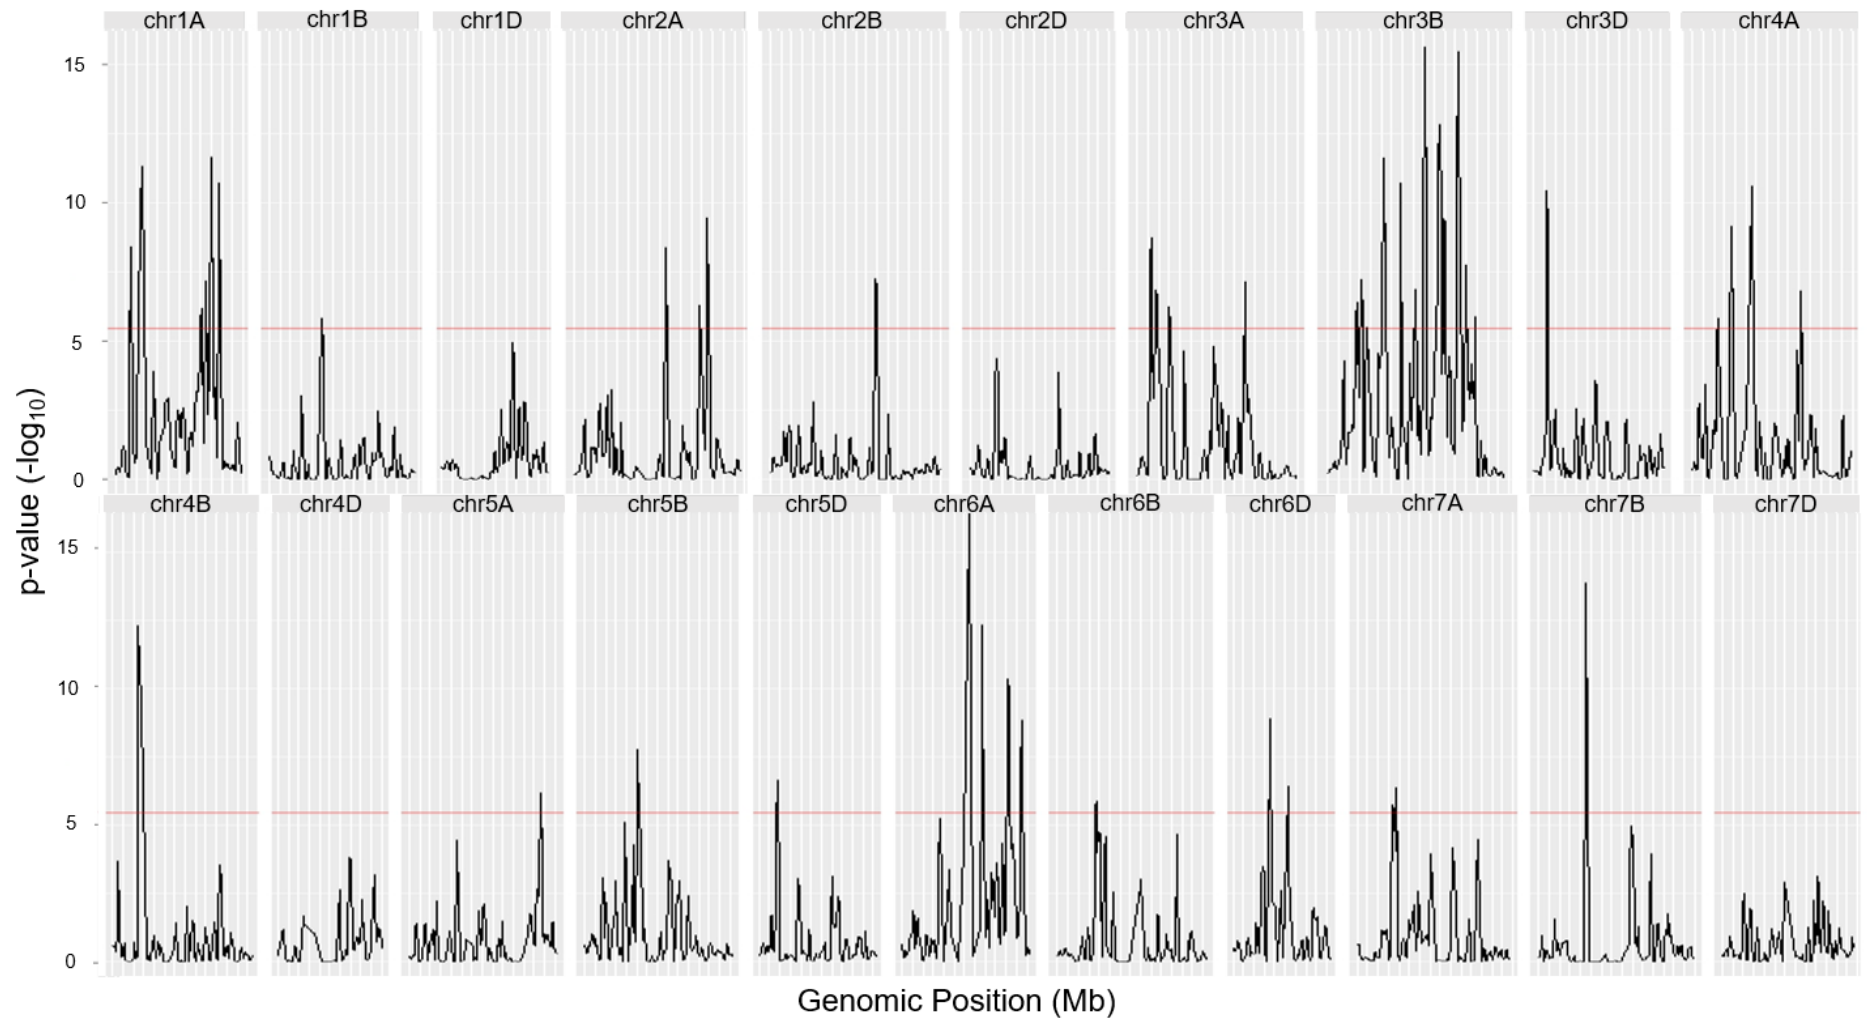 chr1A chr1B chr1D chr2A chr2B chr2D chr3A chr3B chr3D chr4A
15
10
5
0
p-value (-log10)
chr4B chr4D chr5A chr5B chr5D chr6A chr6B chr6D chr7A chr7B chr7D
15
10
5
0
Genomic Position (Mb)